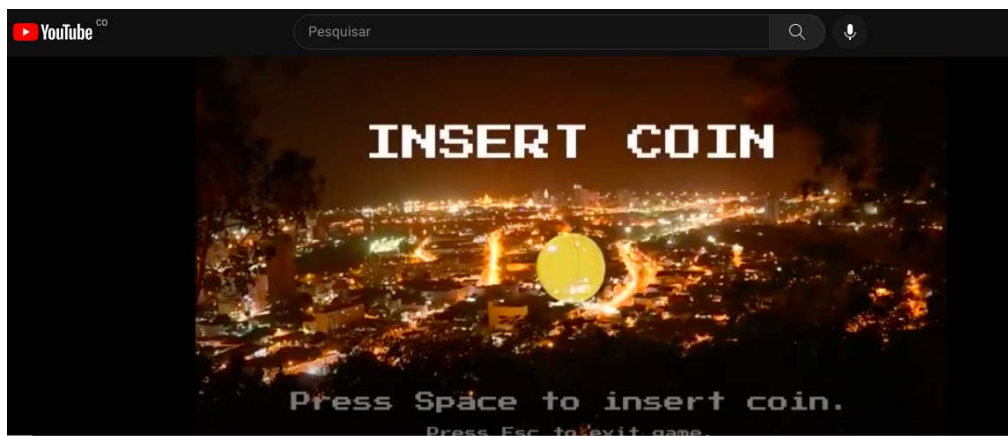 YouTube CO
Pesquisar
INSERT COIN
Press Space to insert coin.
Press Esc to exit game.